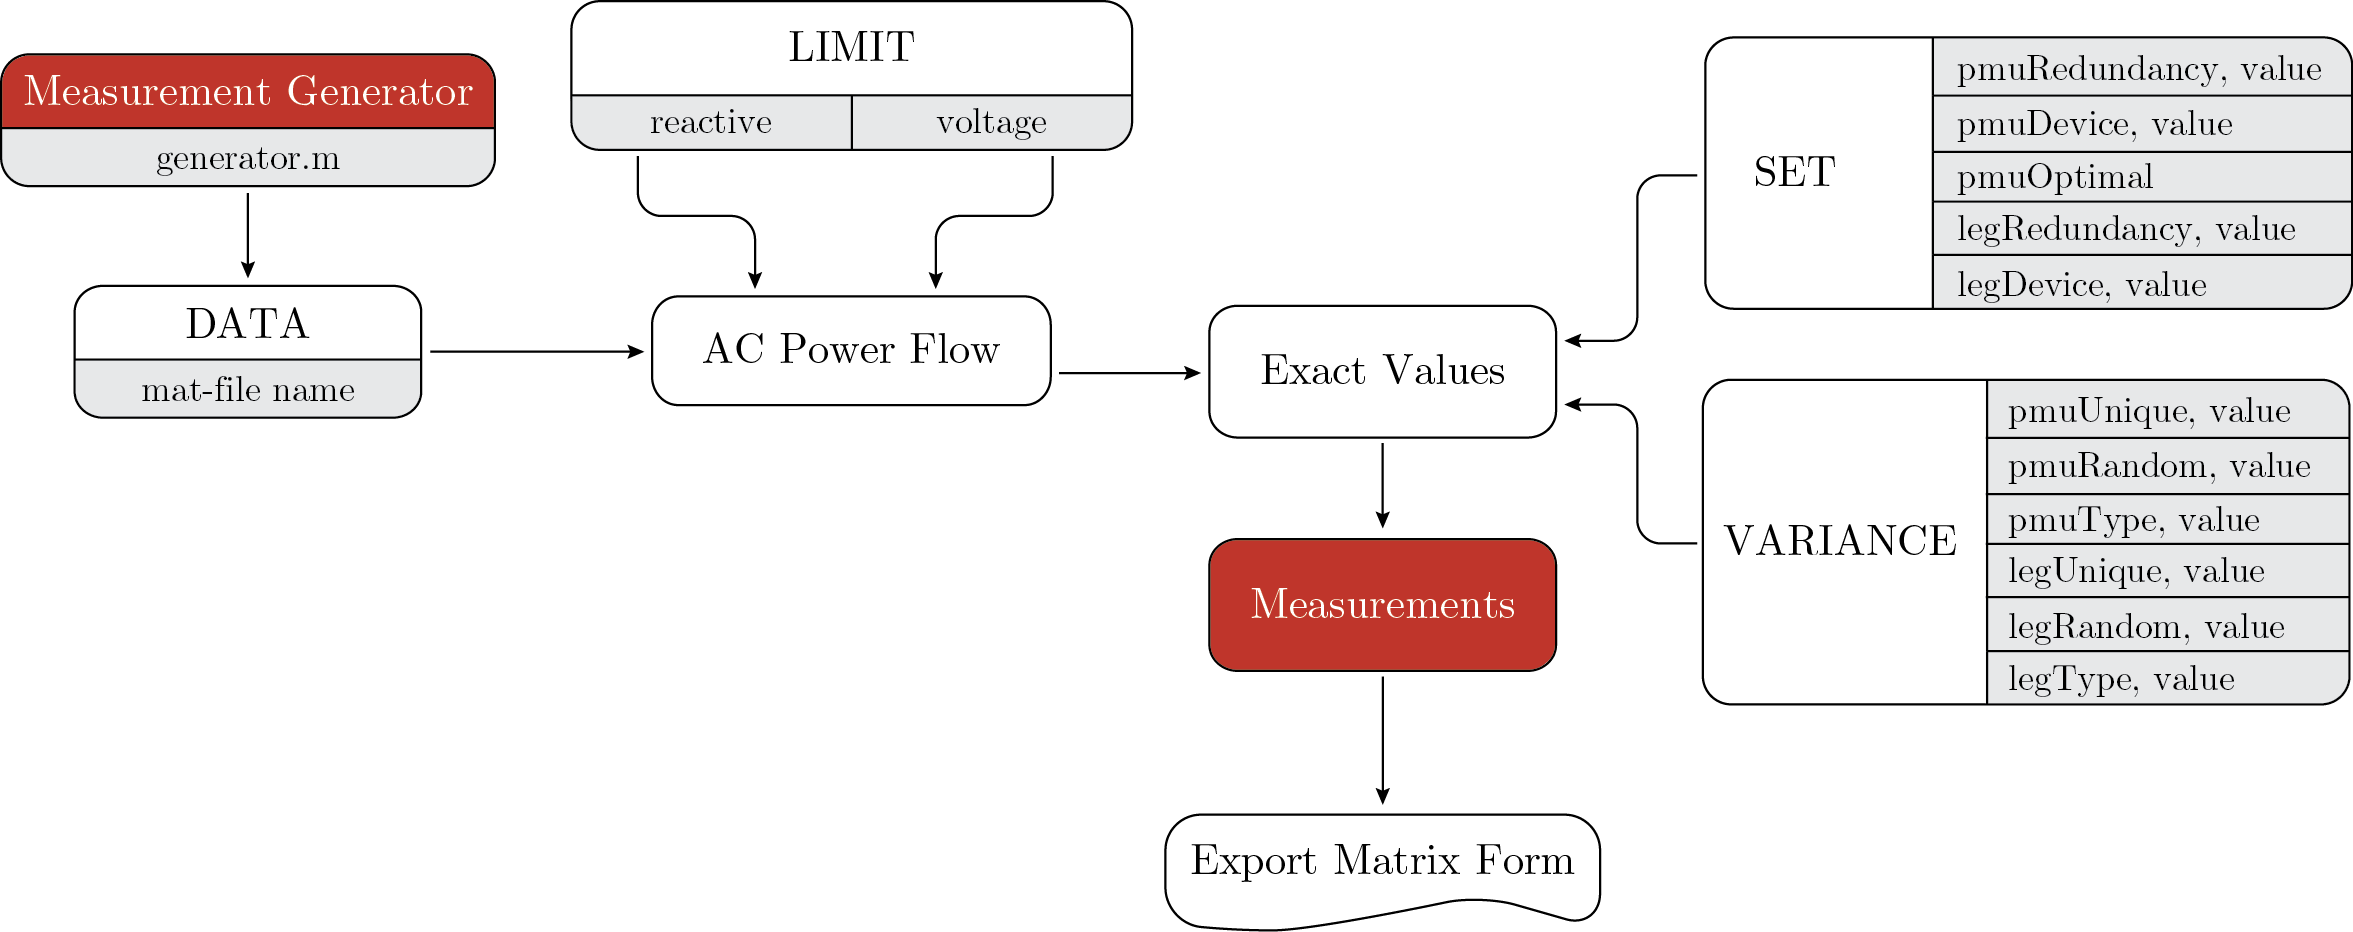 Measurement Generator
generator.m
DATA
mat-file name
LIMIT
reactive
voltage
AC Power Flow
Exact Values
Measurements
Export Matrix Form
SET
pmuRedundancy, value
pmuDevice, value
pmuOptimal
legRedundancy, value
legDevice, value
VARIANCE
pmuUnique, value
pmuRandom, value
pmuType, value
legUnique, value
legRandom, value
legType, value